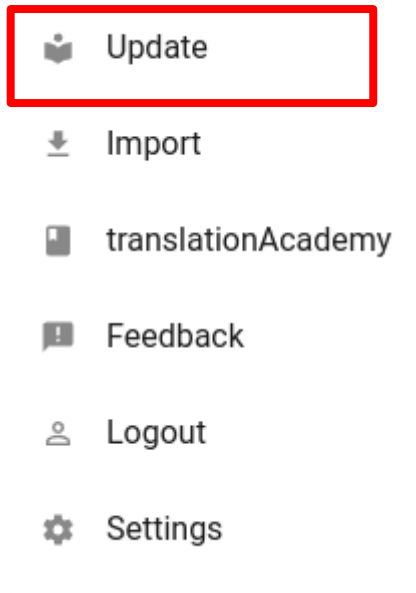 Update
Import
translationAcademy
Feedback
Logout
Settings